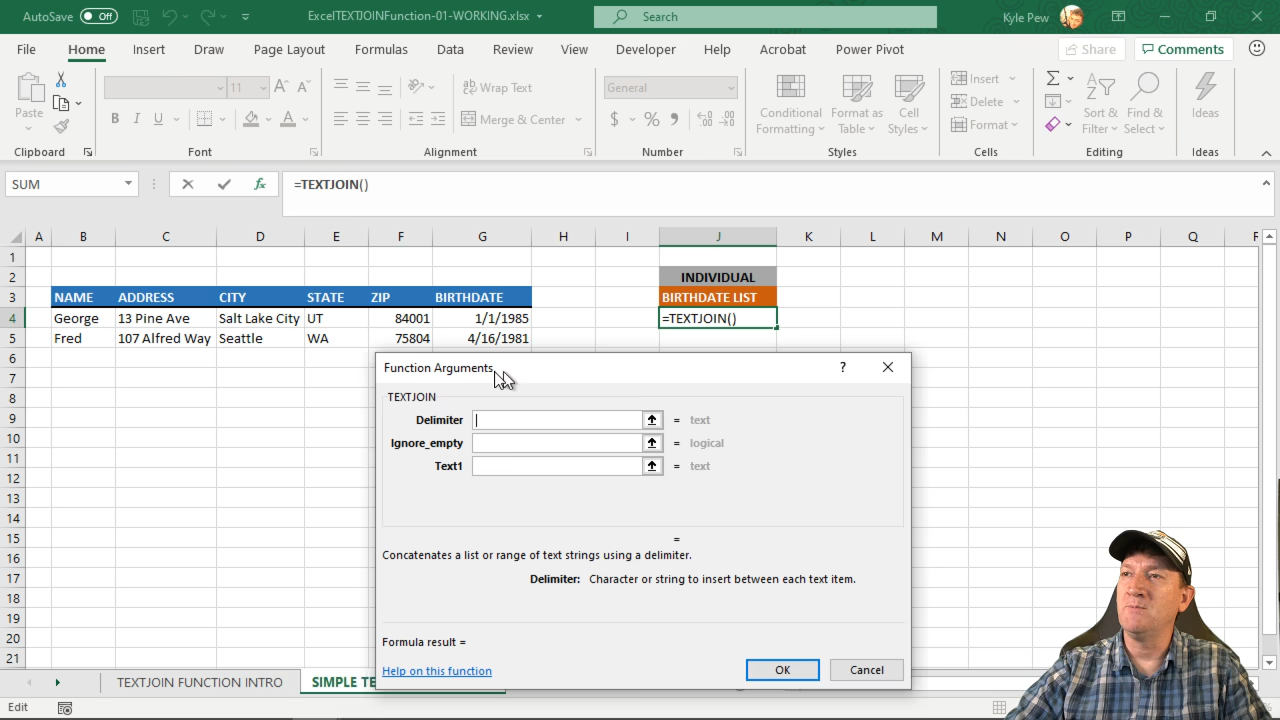 AutoSave Off ExcelTEXTJOINFunction-01-WORKING.xlsx Search Kyle Pew
File Home Insert Draw Page Layout Formulas Data Review View Developer Help Acrobat Power Pivot Share Comments
Paste
11
B I U
Wrap Text
Merge & Center
General
$ % 9
Conditional Formatting
Format as Table
Cell Styles
Insert
Delete
Format
Sort & Filter
Find & Select
Ideas
Clipboard Font Alignment Number Styles Cells Editing Ideas
SUM fx =TEXTJOIN()
A B C D E F G H I J K L M N O P Q R
1
2 INDIVIDUAL
3 NAME ADDRESS CITY STATE ZIP BIRTHDATE BIRTHDATE LIST
4 George 13 Pine Ave Salt Lake City UT 84001 1/1/1985 =TEXTJOIN()
5 Fred 107 Alfred Way Seattle WA 75804 4/16/1981
6
7
8
9
10
11
12
13
14
15
16
17
18
19
20
21
Function Arguments ?
TEXTJOIN
Delimiter = text
Ignore_empty = logical
Text1 = text
=
Concatenates a list or range of text strings using a delimiter.
Delimiter: Character or string to insert between each text item.
Formula result =
Help on this function OK Cancel
TEXTJOIN FUNCTION INTRO SIMPLE TE
Edit